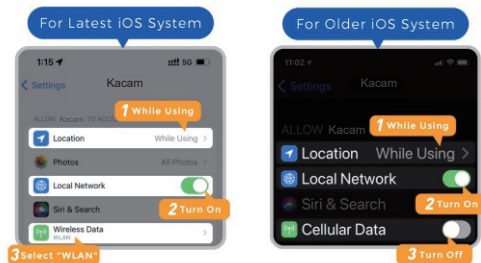 For Latest iOS System
1:15
5G
Settings
Kacam
1 While Using
ALLOW Kacam TO ACC
Location While Using
Photos All Photos
Local Network
Siri & Search
2 Turn On
Wireless Data
WLAN
3 Select "WLAN"
For Older iOS System
11:02
Settings
Kacam
1 While Using
ALLOW Kacam
Location While Using
Local Network
Siri & Search
2 Turn On
Cellular Data
3 Turn Off